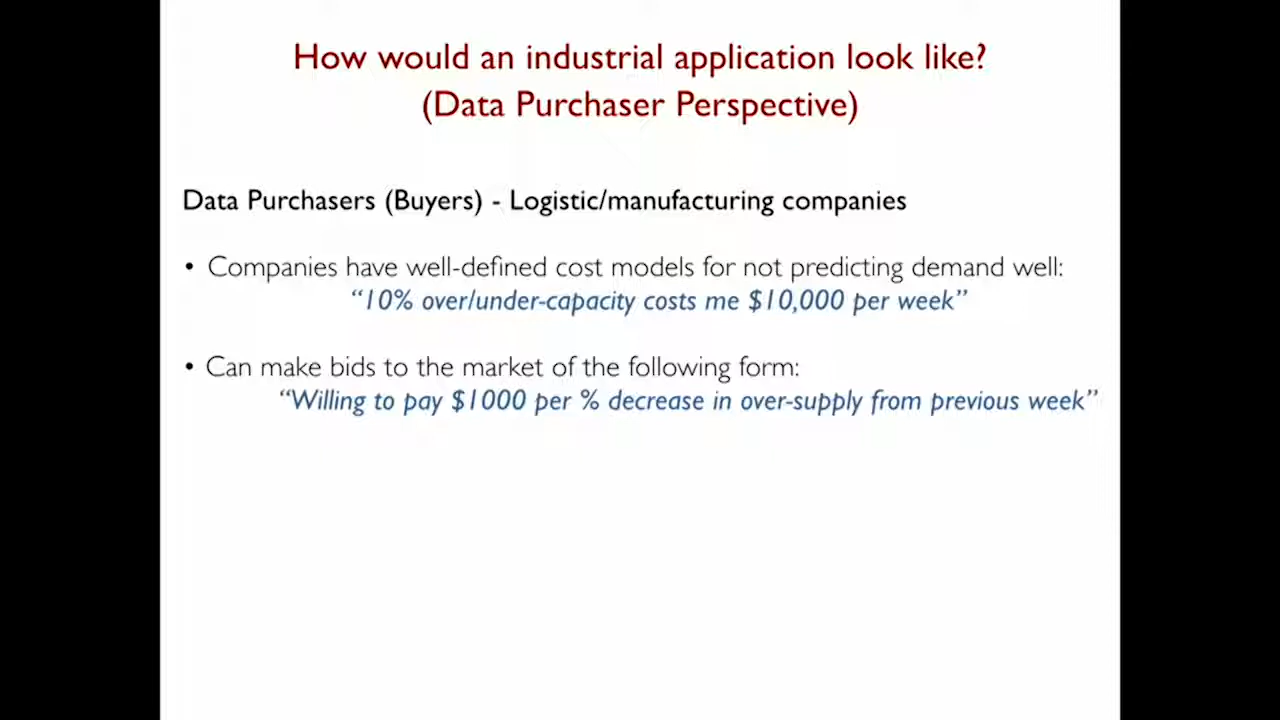 How would an industrial application look like?
(Data Purchaser Perspective)
Data Purchasers (Buyers) - Logistic/manufacturing companies
• Companies have well-defined cost models for not predicting demand well:
“10% over/under-capacity costs me $10,000 per week”
• Can make bids to the market of the following form:
“Willing to pay $1000 per % decrease in over-supply from previous week”